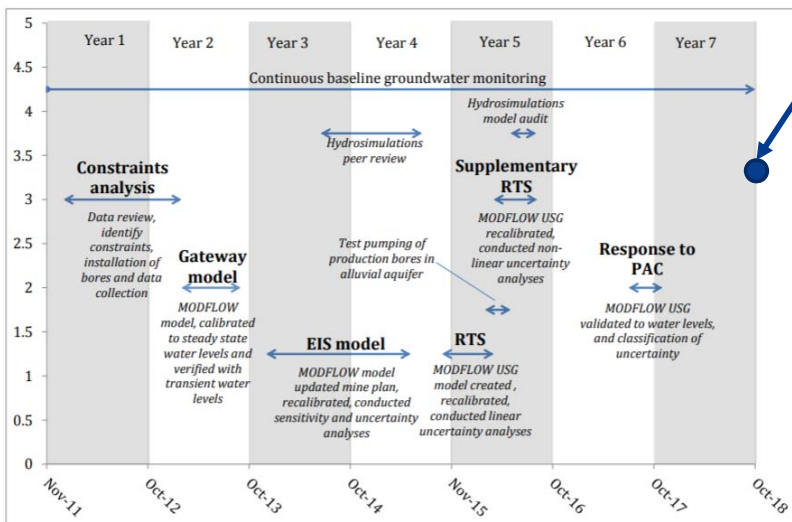 Year 1 Year 2 Year 3 Year 4 Year 5 Year 6 Year 7
Continuous baseline groundwater monitoring
Hydrosimulations
model audit
Hydrosimulations
peer review
Constraints
analysis
Data review,
identify
constraints,
installation of
bores and data
collection
Supplementary
RTS
MODFLOW USG
recalibrated,
conducted non-
linear uncertainty
analyses
Test pumping of
production bores in
alluvial aquifer
Gateway
model
MODFLOW
model, calibrated
to steady state
water levels and
verified with
transient water
levels
Response to
PAC
MODFLOW USG
validated to water levels,
and classification of
uncertainty
EIS model
MODFLOW model
updated mine plan,
recalibrated, conducted
sensitivity and uncertainty
analyses
RTS
MODFLOW USG
model created ,
recalibrated,
conducted linear
uncertainty analyses
5
4.5
4
3.5
3
2.5
2
1.5
1
0.5
0
Nov-11 Oct-12 Oct-13 Oct-14 Nov-15 Oct-16 Oct-17 Oct-18